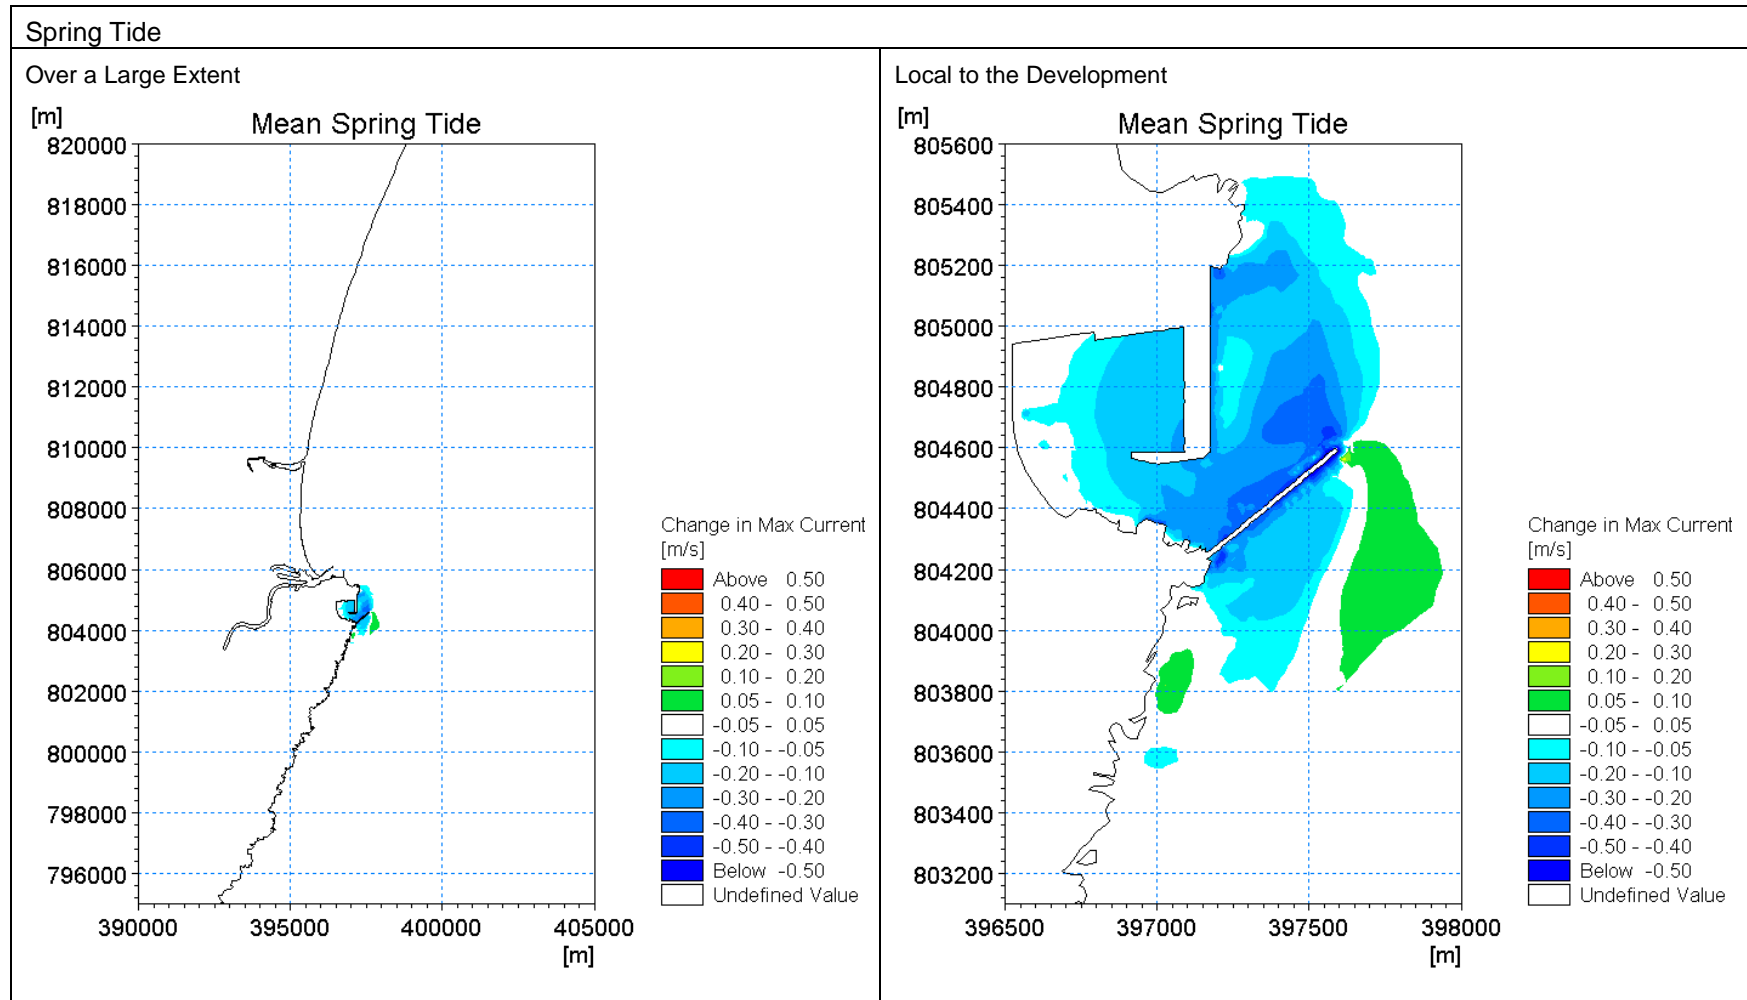 Spring Tide
Over a Large Extent
[m]
Mean Spring Tide
820000
818000
816000
814000
812000
810000
808000
806000
804000
802000
800000
798000
796000
390000 395000 400000 405000
[m]
Change in Max Current
[m/s]
Above 0.50
0.40 - 0.50
0.30 - 0.40
0.20 - 0.30
0.10 - 0.20
0.05 - 0.10
-0.05 - 0.05
-0.10 - -0.05
-0.20 - -0.10
-0.30 - -0.20
-0.40 - -0.30
-0.50 - -0.40
Below -0.50
Undefined Value
Local to the Development
[m]
Mean Spring Tide
805600
805400
805200
805000
804800
804600
804400
804200
804000
803800
803600
803400
803200
396500 397000 397500 398000
[m]
Change in Max Current
[m/s]
Above 0.50
0.40 - 0.50
0.30 - 0.40
0.20 - 0.30
0.10 - 0.20
0.05 - 0.10
-0.05 - 0.05
-0.10 - -0.05
-0.20 - -0.10
-0.30 - -0.20
-0.40 - -0.30
-0.50 - -0.40
Below -0.50
Undefined Value